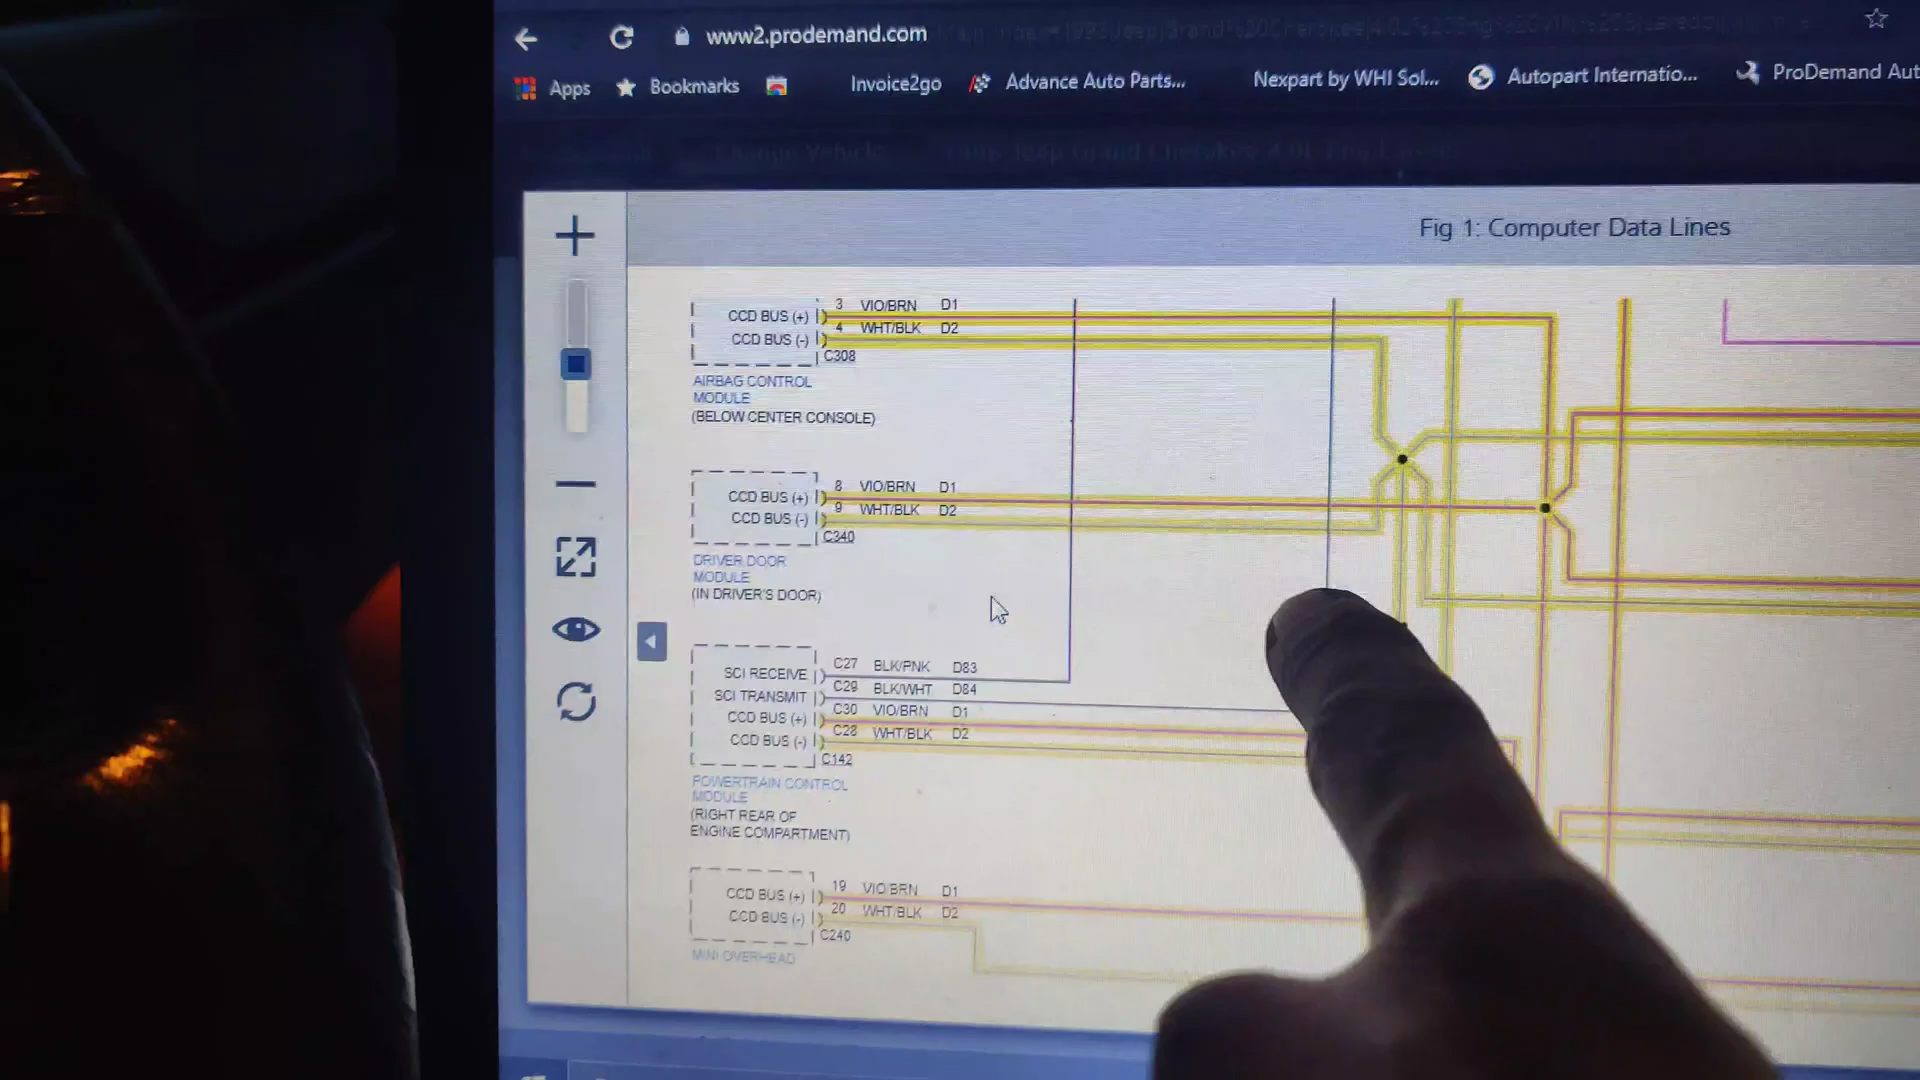 www2.prodemand.com
Apps
Bookmarks
Invoice2go
Advance Auto Parts...
Nexpart by WHI Sol...
Autopart Internatio...
ProDemand Aut
Change Vehicle
Fig 1: Computer Data Lines
CCD BUS (+) 3 VIO/BRN D1
CCD BUS (-) 4 WHT/BLK D2
C308
AIRBAG CONTROL
MODULE
(BELOW CENTER CONSOLE)
CCD BUS (+) 8 VIO/BRN D1
CCD BUS (-) 9 WHT/BLK D2
C340
DRIVER DOOR
MODULE
(IN DRIVER'S DOOR)
SCI RECEIVE C27 BLK/PNK D83
SCI TRANSMIT C29 BLK/WHT D84
CCD BUS (+) C30 VIO/BRN D1
CCD BUS (-) C28 WHT/BLK D2
C142
POWERTRAIN CONTROL
MODULE
(RIGHT REAR OF
ENGINE COMPARTMENT)
CCD BUS (+) 19 VIO BRN D1
CCD BUS (-) 20 WHT/BLK D2
C240
MINI OVERHEAD